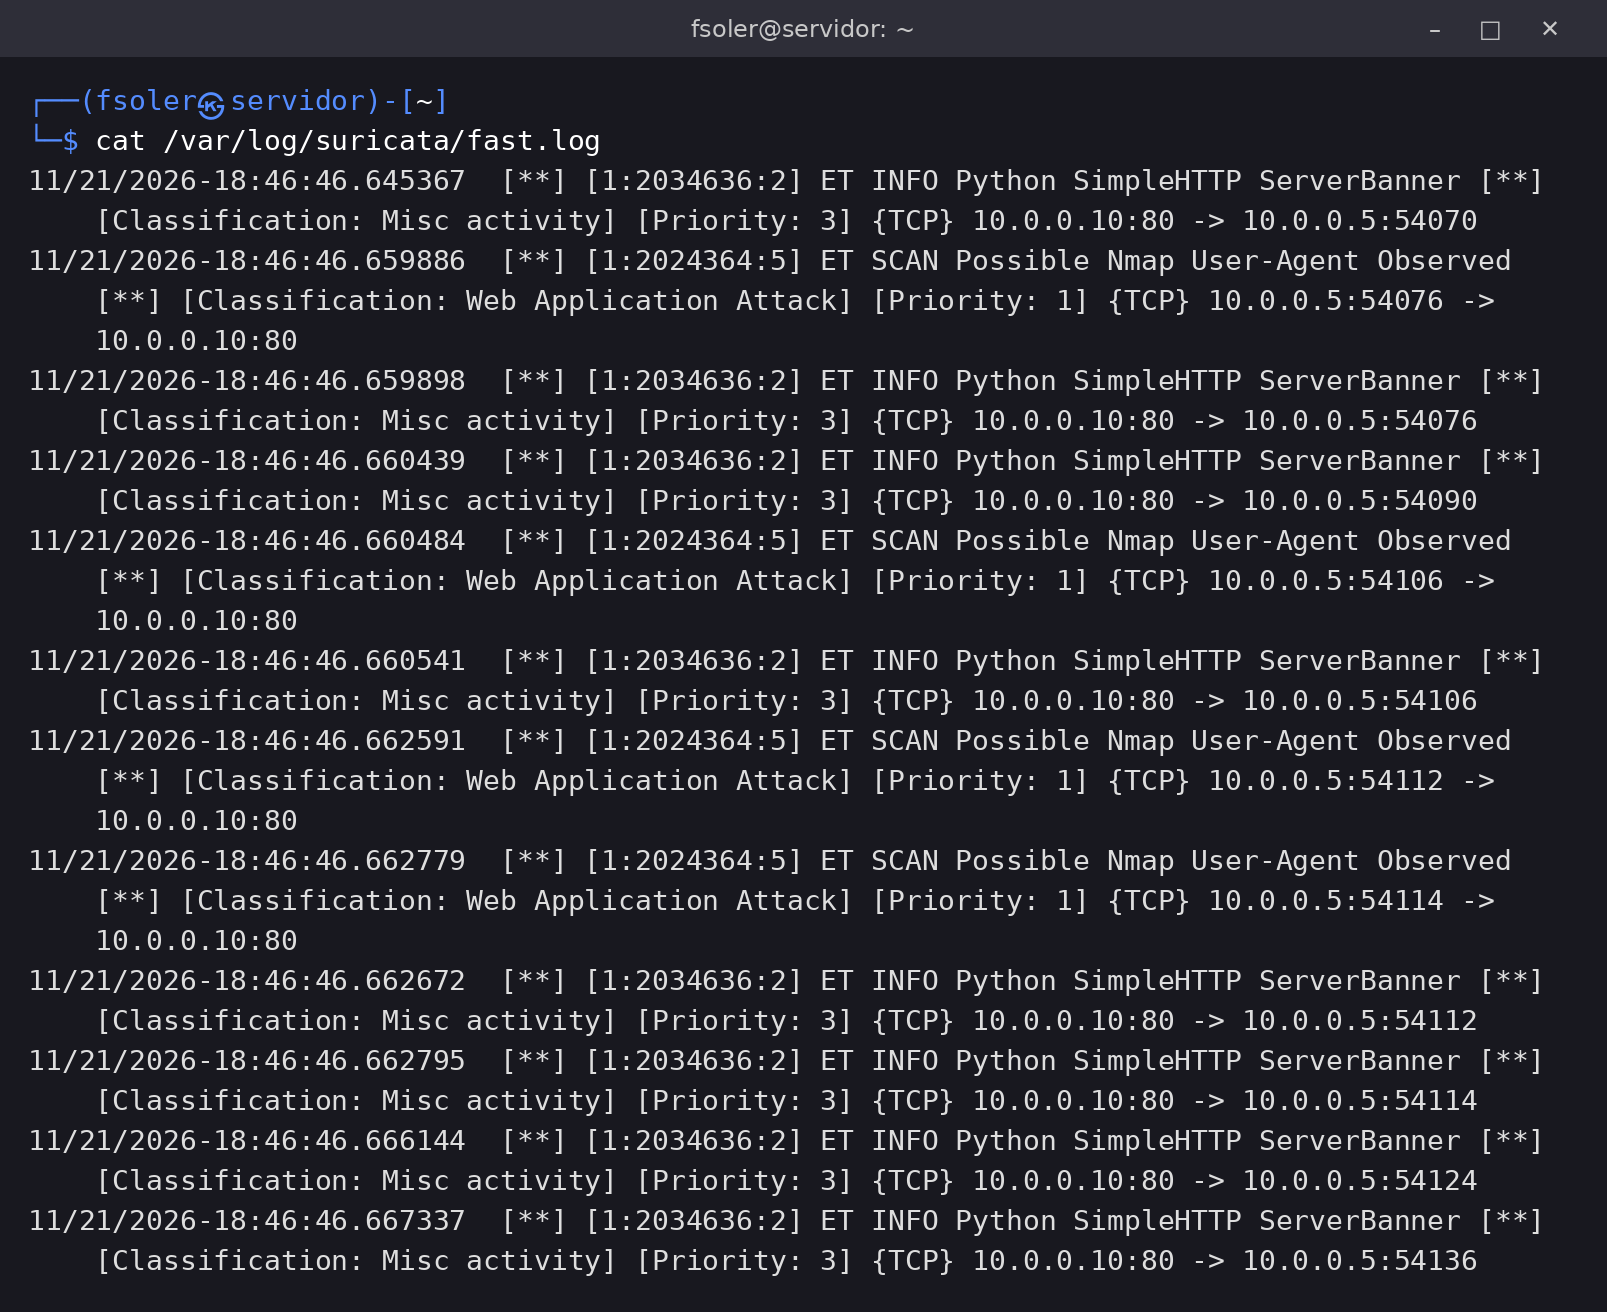 fsoler@servidor: ~
┌──(fsoler㉿servidor)-[~]
└─$ cat /var/log/suricata/fast.log
11/21/2026-18:46:46.645367  [**] [1:2034636:2] ET INFO Python SimpleHTTP ServerBanner [**]
    [Classification: Misc activity] [Priority: 3] {TCP} 10.0.0.10:80 -> 10.0.0.5:54070
11/21/2026-18:46:46.659886  [**] [1:2024364:5] ET SCAN Possible Nmap User-Agent Observed
    [**] [Classification: Web Application Attack] [Priority: 1] {TCP} 10.0.0.5:54076 ->
    10.0.0.10:80
11/21/2026-18:46:46.659898  [**] [1:2034636:2] ET INFO Python SimpleHTTP ServerBanner [**]
    [Classification: Misc activity] [Priority: 3] {TCP} 10.0.0.10:80 -> 10.0.0.5:54076
11/21/2026-18:46:46.660439  [**] [1:2034636:2] ET INFO Python SimpleHTTP ServerBanner [**]
    [Classification: Misc activity] [Priority: 3] {TCP} 10.0.0.10:80 -> 10.0.0.5:54090
11/21/2026-18:46:46.660484  [**] [1:2024364:5] ET SCAN Possible Nmap User-Agent Observed
    [**] [Classification: Web Application Attack] [Priority: 1] {TCP} 10.0.0.5:54106 ->
    10.0.0.10:80
11/21/2026-18:46:46.660541  [**] [1:2034636:2] ET INFO Python SimpleHTTP ServerBanner [**]
    [Classification: Misc activity] [Priority: 3] {TCP} 10.0.0.10:80 -> 10.0.0.5:54106
11/21/2026-18:46:46.662591  [**] [1:2024364:5] ET SCAN Possible Nmap User-Agent Observed
    [**] [Classification: Web Application Attack] [Priority: 1] {TCP} 10.0.0.5:54112 ->
    10.0.0.10:80
11/21/2026-18:46:46.662779  [**] [1:2024364:5] ET SCAN Possible Nmap User-Agent Observed
    [**] [Classification: Web Application Attack] [Priority: 1] {TCP} 10.0.0.5:54114 ->
    10.0.0.10:80
11/21/2026-18:46:46.662672  [**] [1:2034636:2] ET INFO Python SimpleHTTP ServerBanner [**]
    [Classification: Misc activity] [Priority: 3] {TCP} 10.0.0.10:80 -> 10.0.0.5:54112
11/21/2026-18:46:46.662795  [**] [1:2034636:2] ET INFO Python SimpleHTTP ServerBanner [**]
    [Classification: Misc activity] [Priority: 3] {TCP} 10.0.0.10:80 -> 10.0.0.5:54114
11/21/2026-18:46:46.666144  [**] [1:2034636:2] ET INFO Python SimpleHTTP ServerBanner [**]
    [Classification: Misc activity] [Priority: 3] {TCP} 10.0.0.10:80 -> 10.0.0.5:54124
11/21/2026-18:46:46.667337  [**] [1:2034636:2] ET INFO Python SimpleHTTP ServerBanner [**]
    [Classification: Misc activity] [Priority: 3] {TCP} 10.0.0.10:80 -> 10.0.0.5:54136